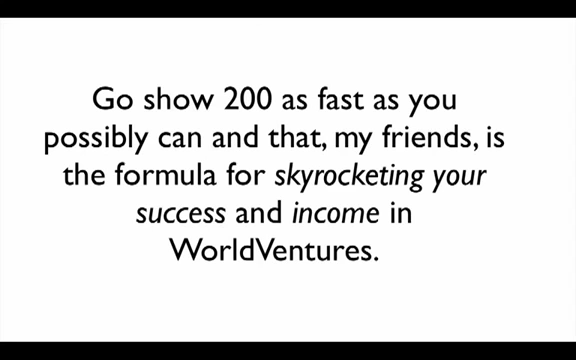 Go show 200 as fast as you
possibly can and that, my friends, is
the formula for skyrocketing your
success and income in
WorldVentures.